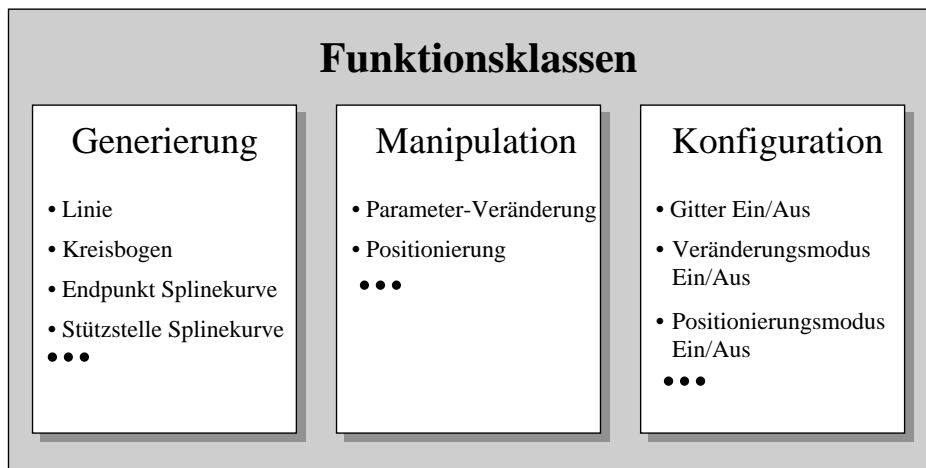 Funktionsklassen
Generierung
• Linie
• Kreisbogen
• Endpunkt Splinekurve
• Stützstelle Splinekurve
•••
Manipulation
• Parameter-Veränderung
• Positionierung
•••
Konfiguration
• Gitter Ein/Aus
• Veränderungsmodus
Ein/Aus
• Positionierungsmodus
Ein/Aus
•••